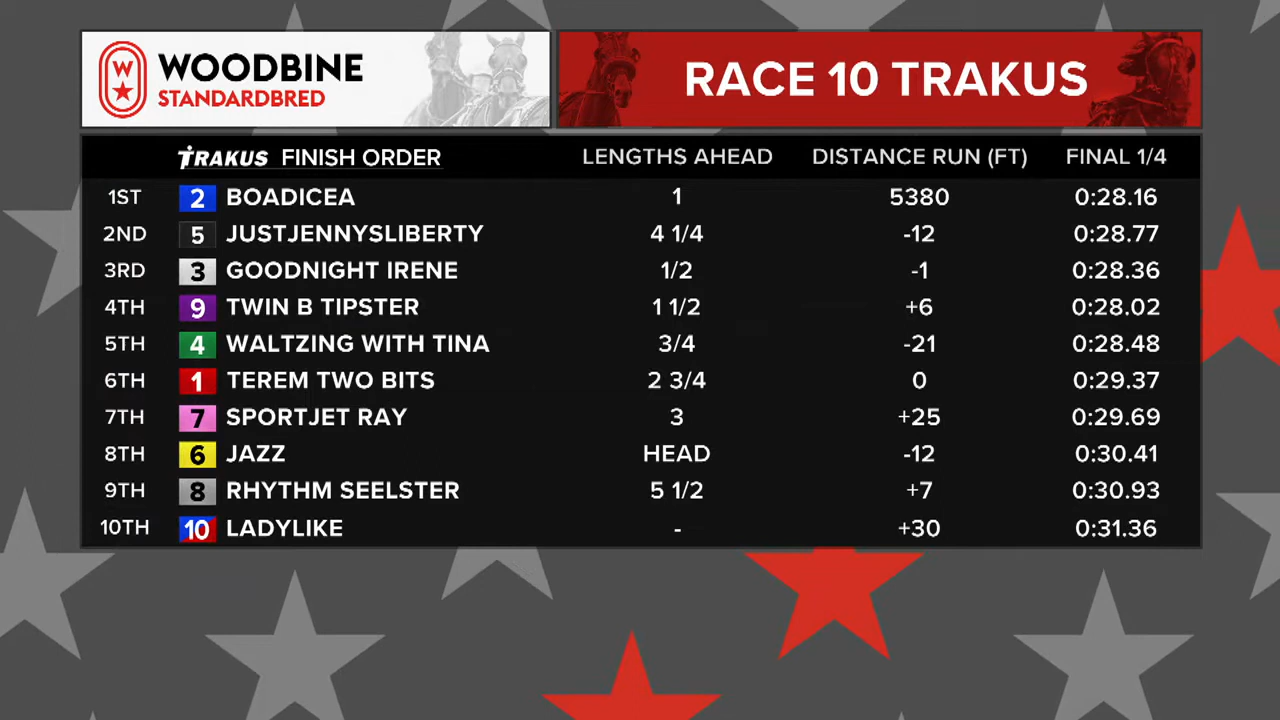 W
WOODBINE
STANDARDBRED
RACE 10 TRAKUS
TRAKUS FINISH ORDER LENGTHS AHEAD DISTANCE RUN (FT) FINAL 1/4
1ST 2 BOADICEA 1 5380 0:28.16
2ND 5 JUSTJENNYSLIBERTY 4 1/4 -12 0:28.77
3RD 3 GOODNIGHT IRENE 1/2 -1 0:28.36
4TH 9 TWIN B TIPSTER 1 1/2 +6 0:28.02
5TH 4 WALTZING WITH TINA 3/4 -21 0:28.48
6TH 1 TEREM TWO BITS 2 3/4 0 0:29.37
7TH 7 SPORTJET RAY 3 +25 0:29.69
8TH 6 JAZZ HEAD -12 0:30.41
9TH 8 RHYTHM SEELSTER 5 1/2 +7 0:30.93
10TH 10 LADYLIKE - +30 0:31.36